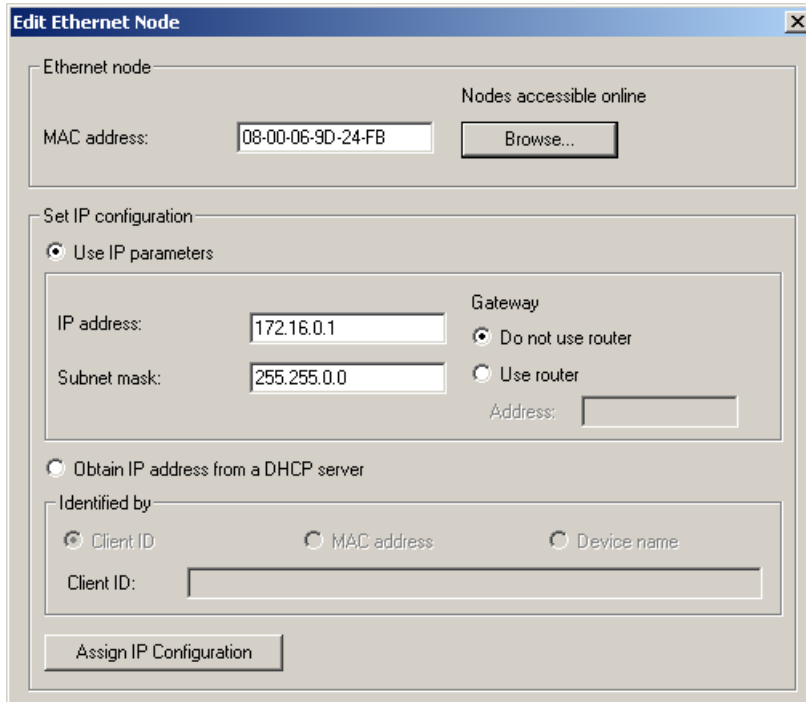 Edit Ethernet Node
Ethernet node
Nodes accessible online
MAC address: 08-00-06-9D-24-FB Browse...
Set IP configuration
Use IP parameters
Gateway
IP address: 172.16.0.1 Do not use router
Subnet mask: 255.255.0.0 Use router
Address:
Obtain IP address from a DHCP server
Identified by
Client ID MAC address Device name
Client ID:
Assign IP Configuration